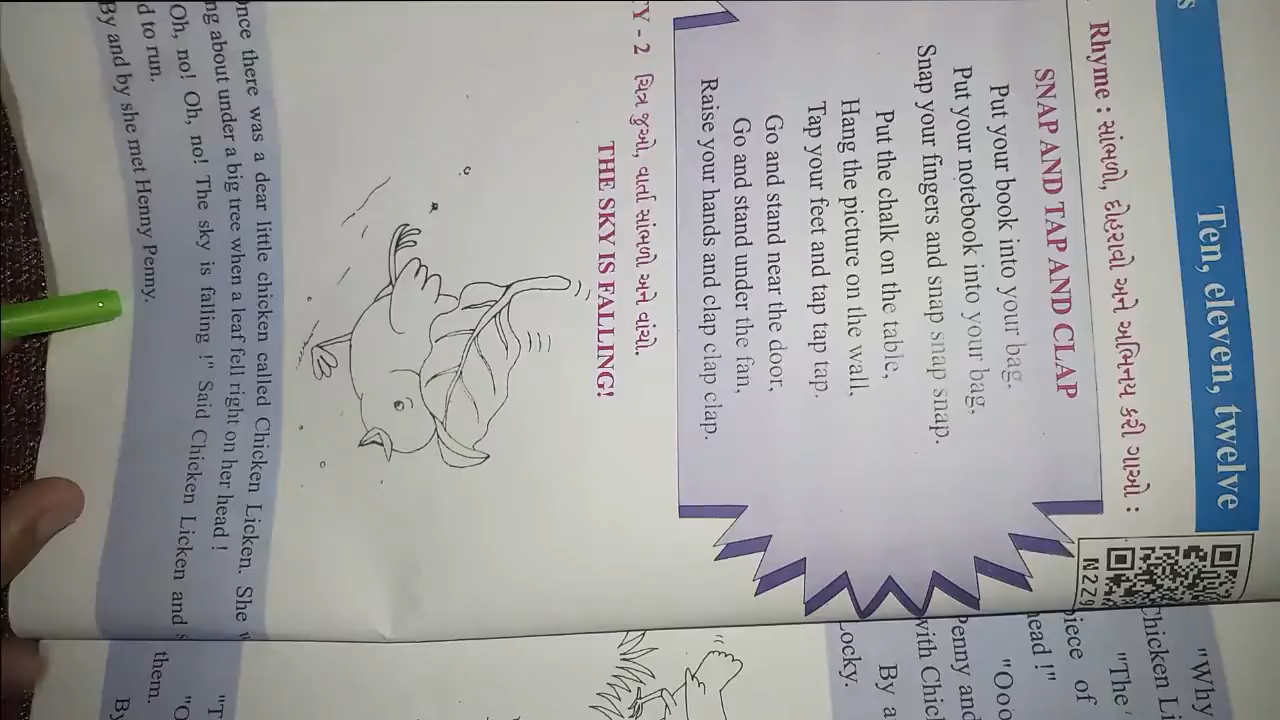 s
Ten, eleven, twelve
Rhyme : સાંભળો, દોહરાવો અને અભિનય કરી ગાઓ :
N2Z9
SNAP AND TAP AND CLAP
Put your book into your bag,
Put your notebook into your bag,
Snap your fingers and snap snap snap.
Put the chalk on the table,
Hang the picture on the wall,
Tap your feet and tap tap tap.
Go and stand near the door,
Go and stand under the fan,
Raise your hands and clap clap clap.
TY - 2 ચિત્ર જુઓ, વાર્તા સાંભળો અને વાંચો.
THE SKY IS FALLING!
nce there was a dear little chicken called Chicken Licken. She
ng about under a big tree when a leaf fell right on her head !
Oh, no! Oh, no! The sky is falling !" Said Chicken Licken and s
d to run.
By and by she met Henny Penny.
"Why
Chicken Li
"The
piece of
head !"
"Ooo
Penny and
with Chic
By a
Locky.
"T
"O
them.
By